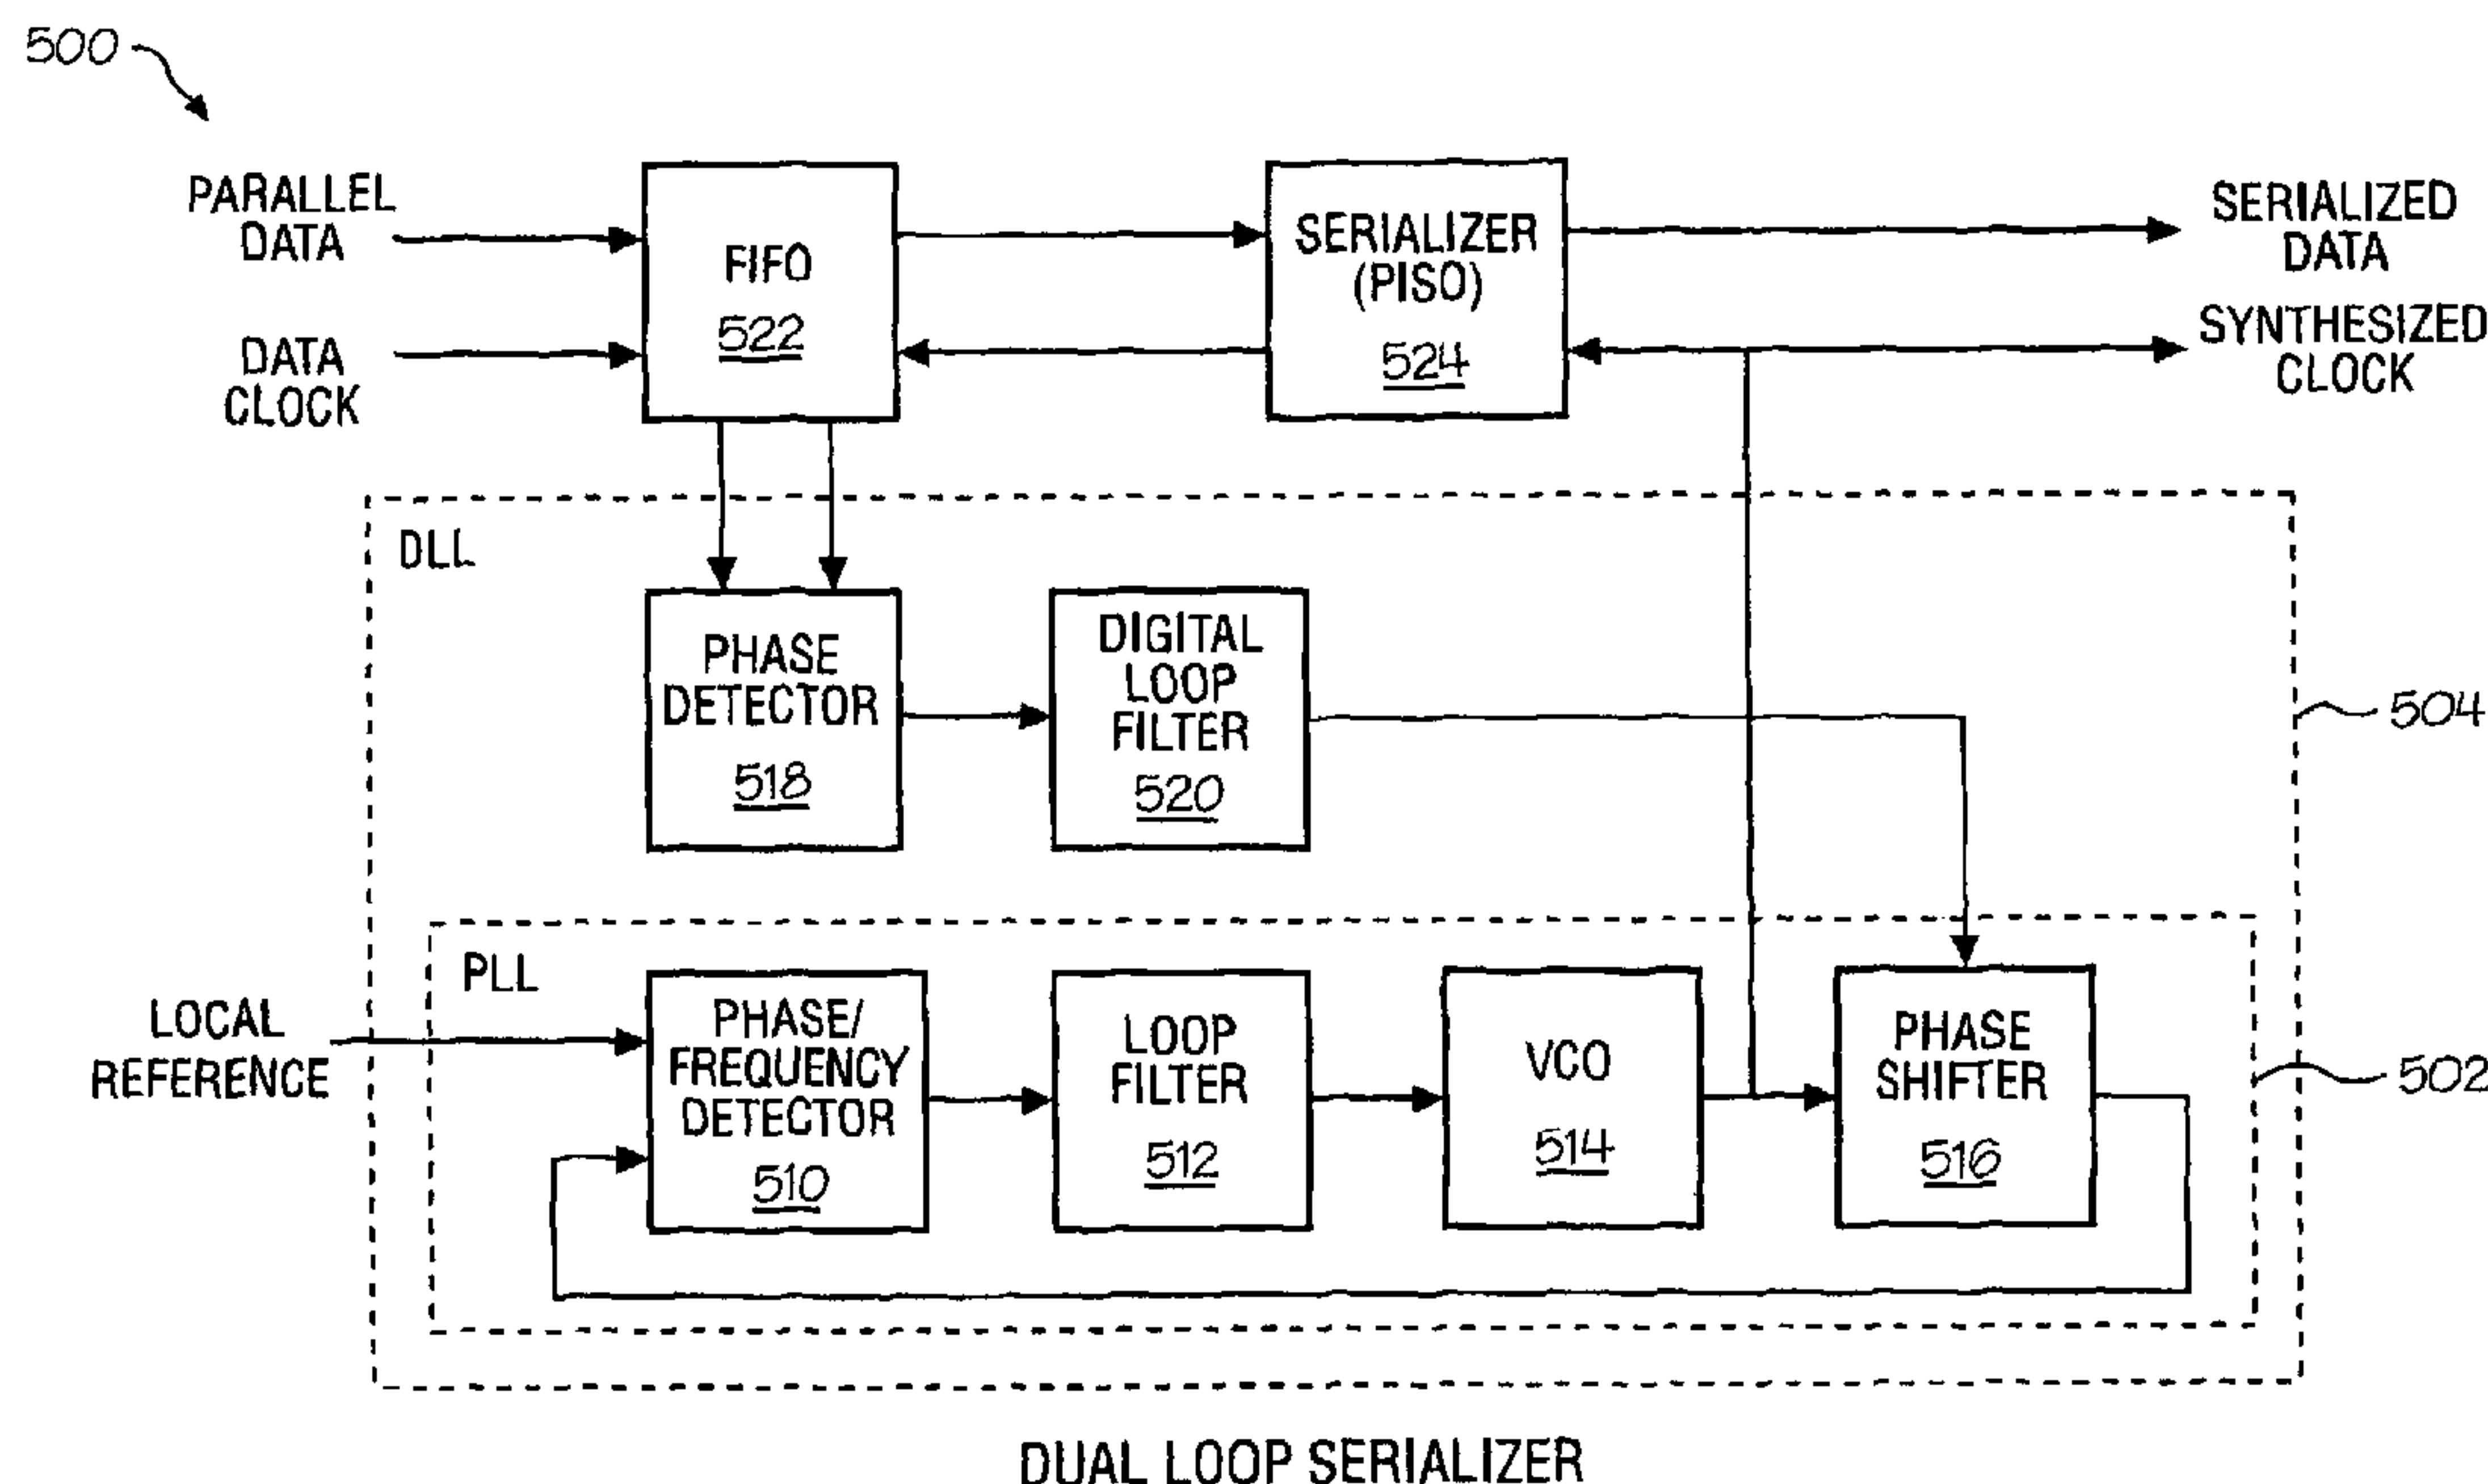 500
PARALLEL
DATA
DATA
CLOCK
FIFO
522
SERIALIZER
(PISO)
524
SERIALIZED
DATA
SYNTHESIZED
CLOCK
DLL
PHASE
DETECTOR
518
DIGITAL
LOOP
FILTER
520
504
PLL
LOCAL
REFERENCE
PHASE/
FREQUENCY
DETECTOR
510
LOOP
FILTER
512
VCO
514
PHASE
SHIFTER
516
502
DUAL LOOP SERIALIZER